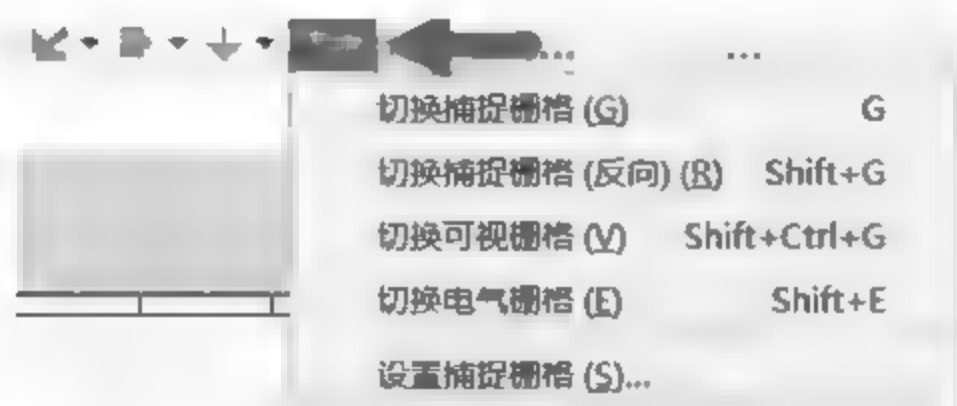 ... ...
切换捕捉栅格 (G) G
切换捕捉栅格 (反向) (R) Shift+G
切换可视栅格 (V) Shift+Ctrl+G
切换电气栅格 (E) Shift+E
设置捕捉栅格 (S)...